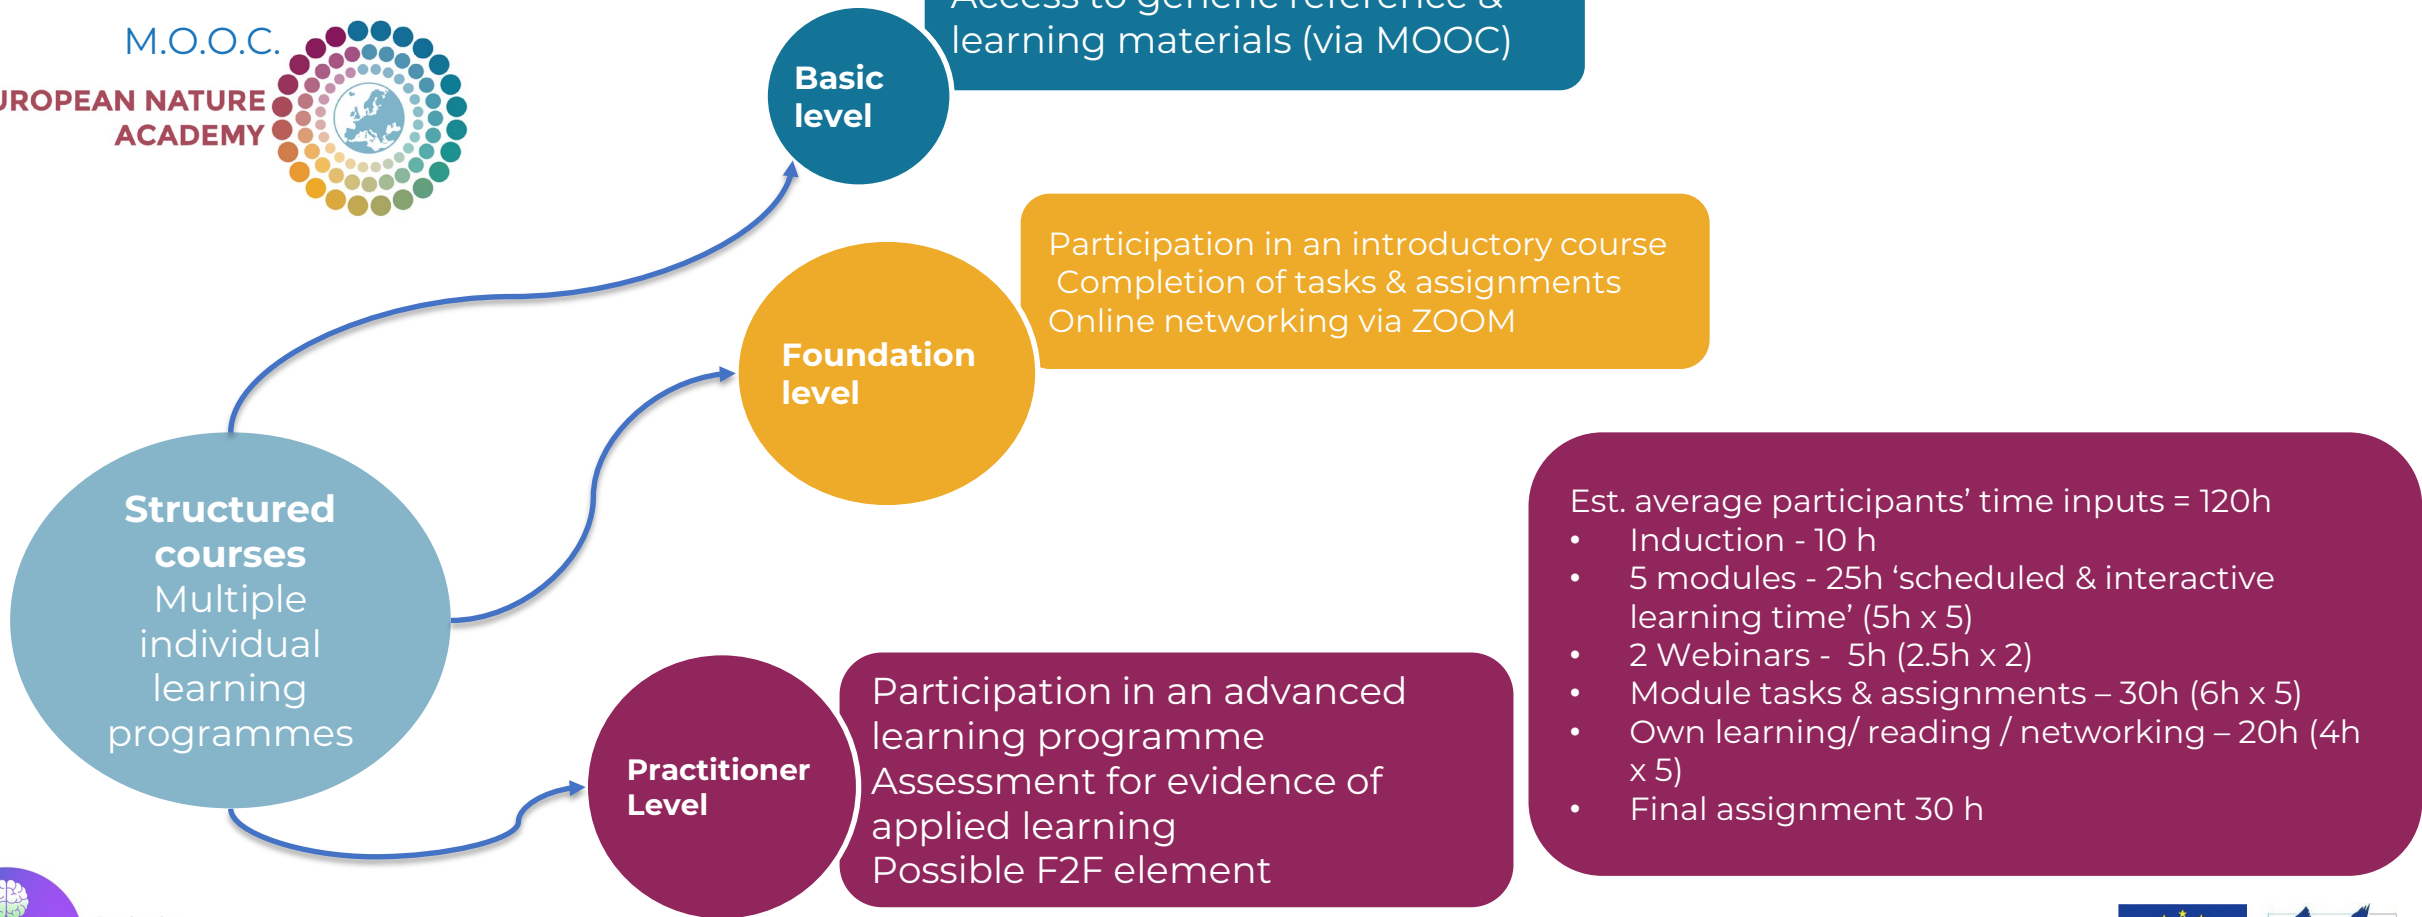 M.O.O.C.
UROPEAN NATURE
ACADEMY
Access to generic reference &
learning materials (via MOOC)
Basic
level
Participation in an introductory course
Completion of tasks & assignments
Online networking via ZOOM
Foundation
level
Structured
courses
Multiple
individual
learning
programmes
Practitioner
Level
Participation in an advanced
learning programme
Assessment for evidence of
applied learning
Possible F2F element
Est. average participants’ time inputs = 120h
• Induction - 10 h
• 5 modules - 25h ‘scheduled & interactive
learning time’ (5h x 5)
• 2 Webinars - 5h (2.5h x 2)
• Module tasks & assignments – 30h (6h x 5)
• Own learning/ reading / networking – 20h (4h
x 5)
• Final assignment 30 h